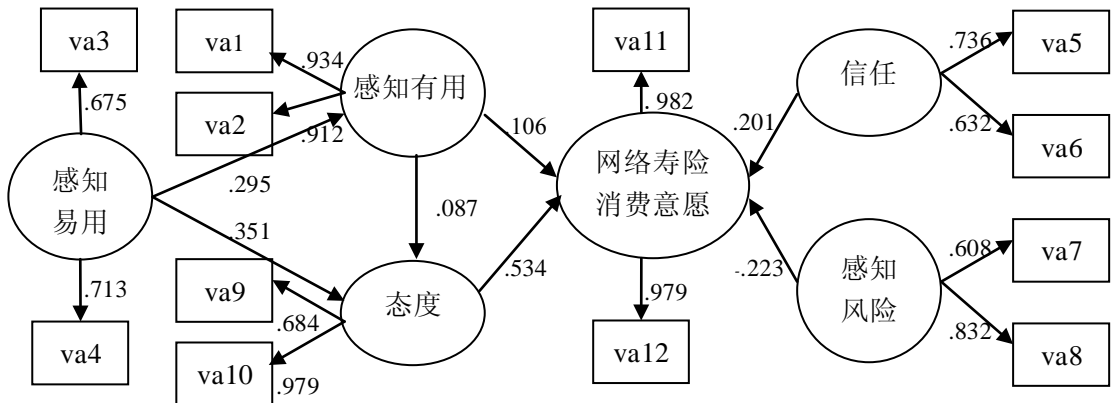 va3
va1
va2
.934
.912
.675
感知有用
感知
易用
.295
.351
.713
va4
va9
va10
.684
.979
态度
.087
.106
.534
va11
.982
网络寿险
消费意愿
.979
va12
.201
-.223
信任
.736
va5
.632
va6
感知
风险
.608
va7
.832
va8